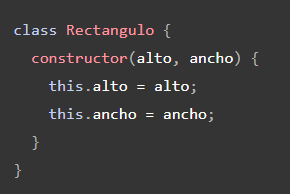 class Rectangulo {
  constructor(alto, ancho) {
    this.alto = alto;
    this.ancho = ancho;
  }
}